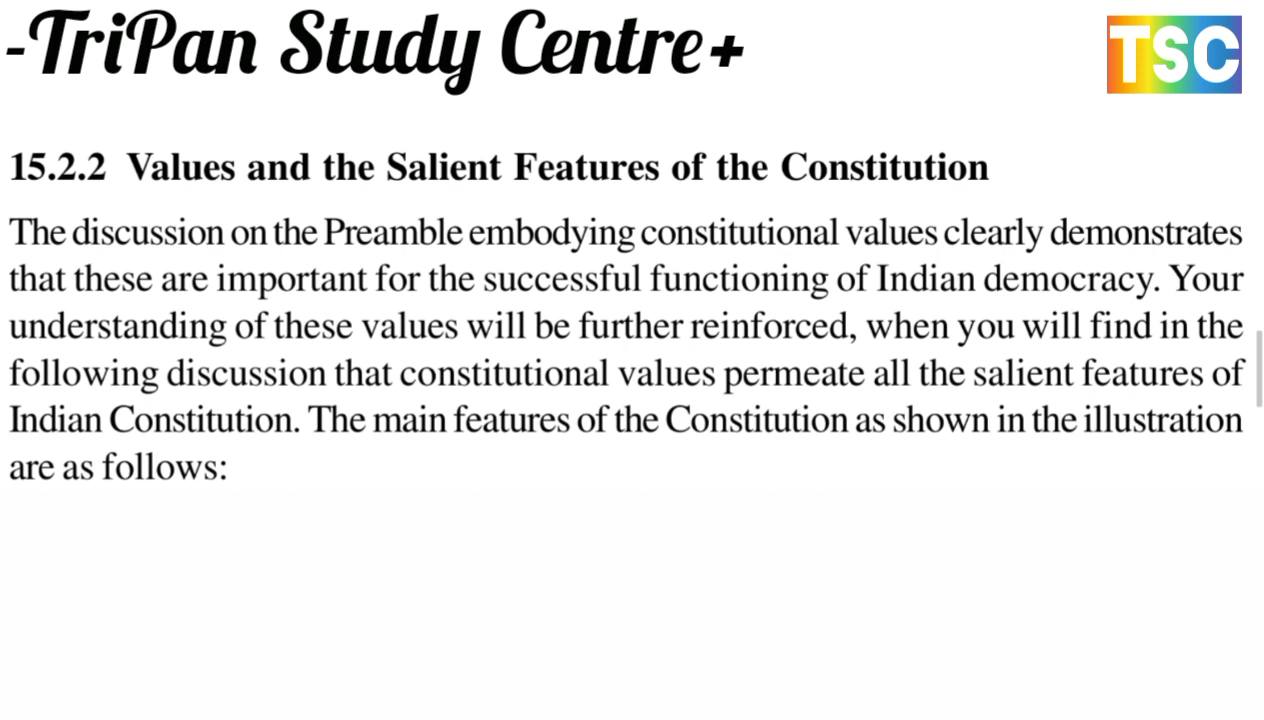 -TriPan Study Centre+
TSC
15.2.2 Values and the Salient Features of the Constitution
The discussion on the Preamble embodying constitutional values clearly demonstrates
that these are important for the successful functioning of Indian democracy. Your
understanding of these values will be further reinforced, when you will find in the
following discussion that constitutional values permeate all the salient features of
Indian Constitution. The main features of the Constitution as shown in the illustration
are as follows: